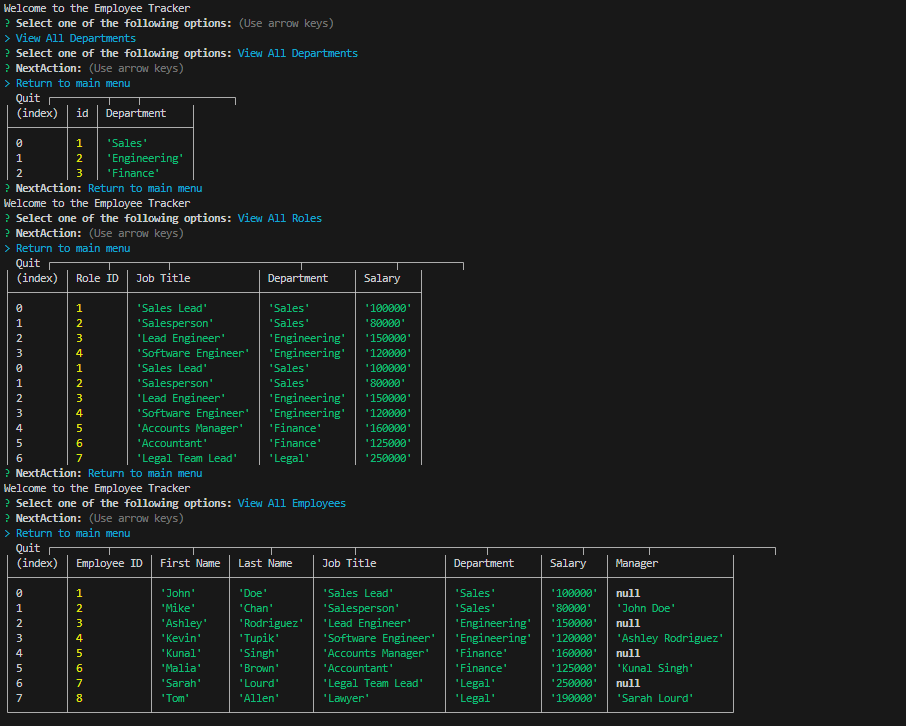 Welcome to the Employee Tracker
? Select one of the following options: (Use arrow keys)
> View All Departments
? Select one of the following options: View All Departments
? NextAction: (Use arrow keys)
> Return to main menu
Quit
(index) id Department
0 1 'Sales'
1 2 'Engineering'
2 3 'Finance'
? NextAction: Return to main menu
Welcome to the Employee Tracker
? Select one of the following options: View All Roles
? NextAction: (Use arrow keys)
> Return to main menu
Quit
(index) Role ID Job Title Department Salary
0 1 'Sales Lead' 'Sales' '100000'
1 2 'Salesperson' 'Sales' '80000'
2 3 'Lead Engineer' 'Engineering' '150000'
3 4 'Software Engineer' 'Engineering' '120000'
0 1 'Sales Lead' 'Sales' '100000'
1 2 'Salesperson' 'Sales' '80000'
2 3 'Lead Engineer' 'Engineering' '150000'
3 4 'Software Engineer' 'Engineering' '120000'
4 5 'Accounts Manager' 'Finance' '160000'
5 6 'Accountant' 'Finance' '125000'
6 7 'Legal Team Lead' 'Legal' '250000'
? NextAction: Return to main menu
Welcome to the Employee Tracker
? Select one of the following options: View All Employees
? NextAction: (Use arrow keys)
> Return to main menu
Quit
(index) Employee ID First Name Last Name Job Title Department Salary Manager
0 1 'John' 'Doe' 'Sales Lead' 'Sales' '100000' null
1 2 'Mike' 'Chan' 'Salesperson' 'Sales' '80000' 'John Doe'
2 3 'Ashley' 'Rodriguez' 'Lead Engineer' 'Engineering' '150000' null
3 4 'Kevin' 'Tupik' 'Software Engineer' 'Engineering' '120000' 'Ashley Rodriguez'
4 5 'Kunal' 'Singh' 'Accounts Manager' 'Finance' '160000' null
5 6 'Malia' 'Brown' 'Accountant' 'Finance' '125000' 'Kunal Singh'
6 7 'Sarah' 'Lourd' 'Legal Team Lead' 'Legal' '250000' null
7 8 'Tom' 'Allen' 'Lawyer' 'Legal' '190000' 'Sarah Lourd'